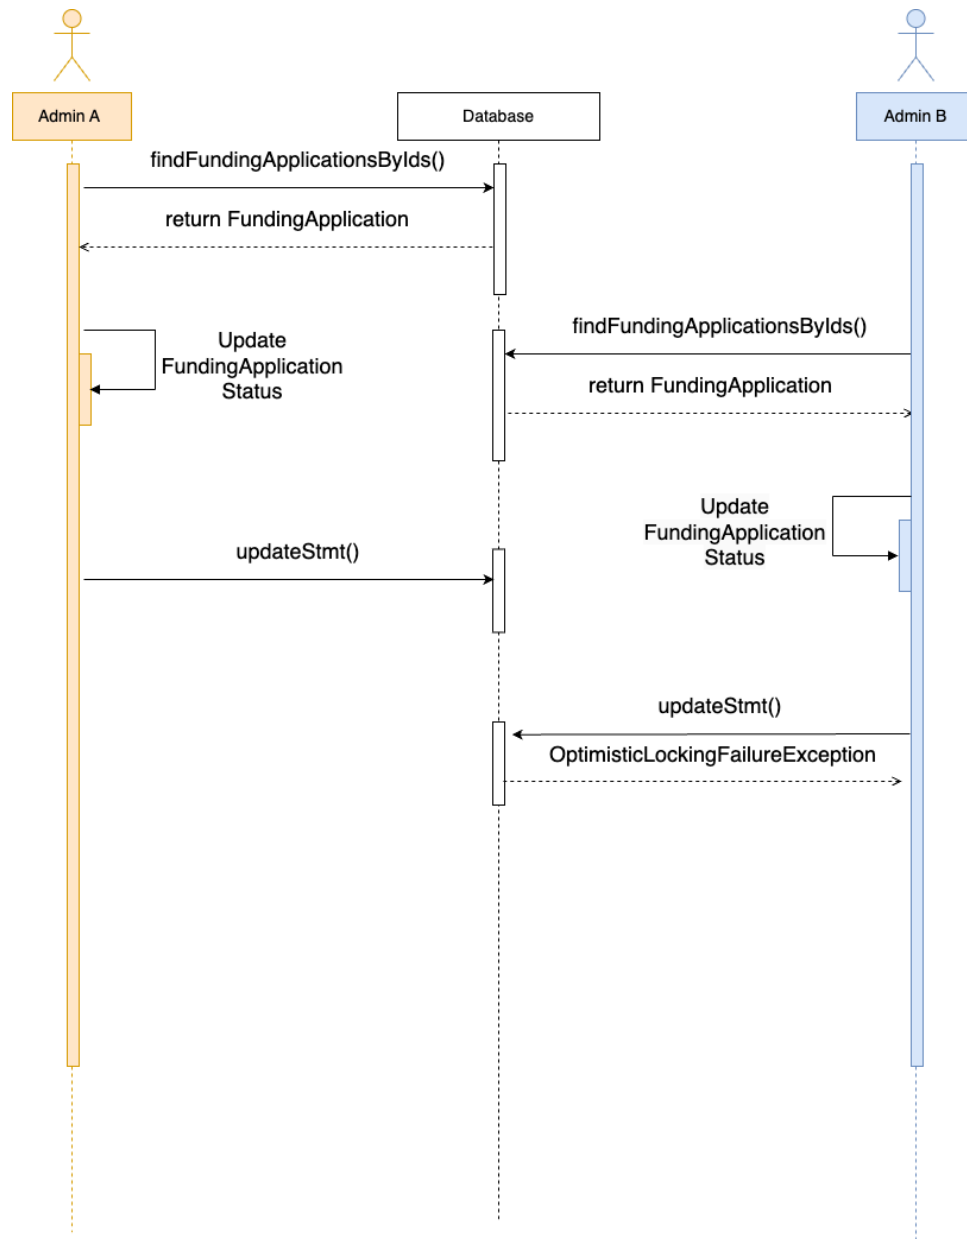 Admin A
Database
Admin B
findFundingApplicationsByIds()
return FundingApplication
Update
FundingApplication
Status
findFundingApplicationsByIds()
return FundingApplication
Update
FundingApplication
Status
updateStmt()
updateStmt()
OptimisticLockingFailureException